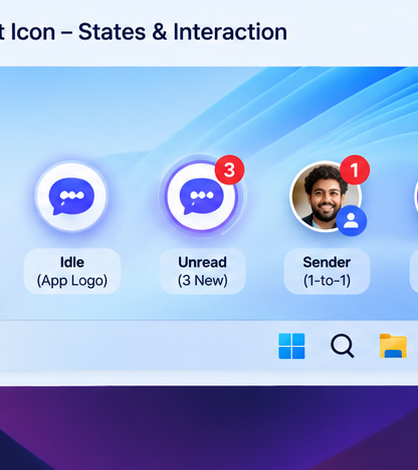 t Icon – States & Interaction
3
1
Idle
(App Logo)
Unread
(3 New)
Sender
(1-to-1)